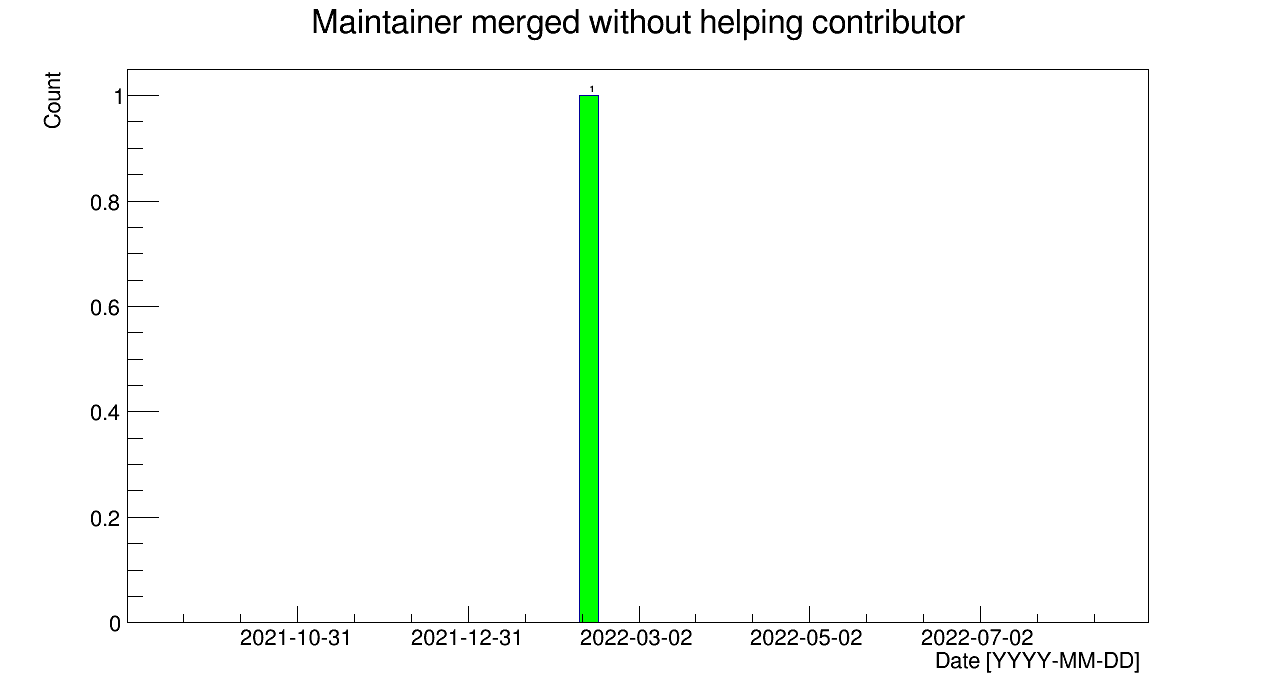 Maintainer merged without helping contributor
Count
1
1
0.8
0.6
0.4
0.2
0
2021-10-31 2021-12-31 2022-03-02 2022-05-02 2022-07-02
Date [YYYY-MM-DD]